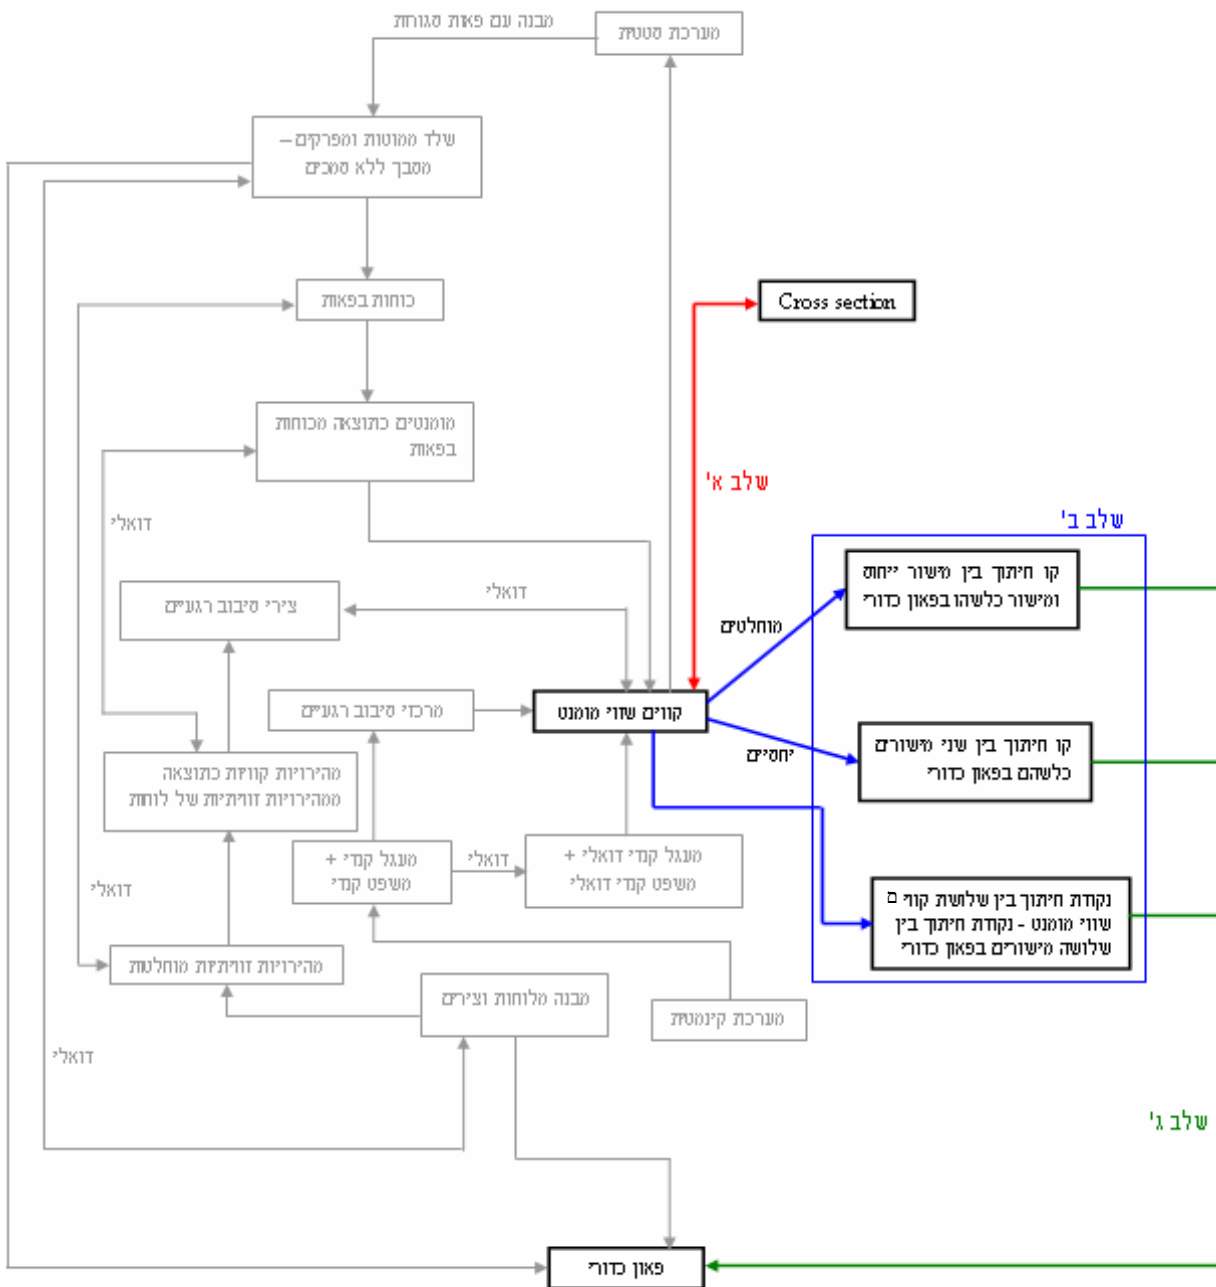 מבנה עם פאות סגורות
מערכת סטטית
שלד ממוטות ומפרקים –
מסבך ללא סמכים
כוחות בפאות
Cross section
מומנטים כתוצאה מכוחות
בפאות
שלב א'
דואלי
שלב ב'
קו חיתוך בין מישור ייחוס
ומישור כלשהו בפאון כדורי
צירי סיבוב רגעיים
דואלי
מוחלטים
מרכזי סיבוב רגעיים
קווים שווי מומנט
יחסיים
קו חיתוך בין שני מישורים
כלשהם בפאון כדורי
מהירויות קוויות כתוצאה
ממהירויות זוויתיות של לוחות
מעגל קנדי +
משפט קנדי
דואלי
מעגל קנדי דואלי +
משפט קנדי דואלי
דואלי
נקודת חיתוך בין שלושת קווי ם
שווי מומנט - נקודת חיתוך בין
שלושה מישורים בפאון כדורי
מהירויות זוויתיות מוחלטות
מבנה מלוחות וצירים
מערכת קינמטית
דואלי
שלב ג'
פאון כדורי